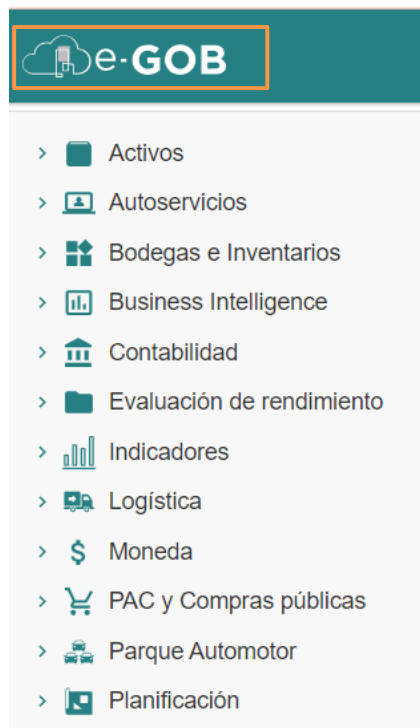 e-GOB
Activos
Autoservicios
Bodegas e Inventarios
Business Intelligence
Contabilidad
Evaluación de rendimiento
Indicadores
Logística
$ Moneda
PAC y Compras públicas
Parque Automotor
Planificación